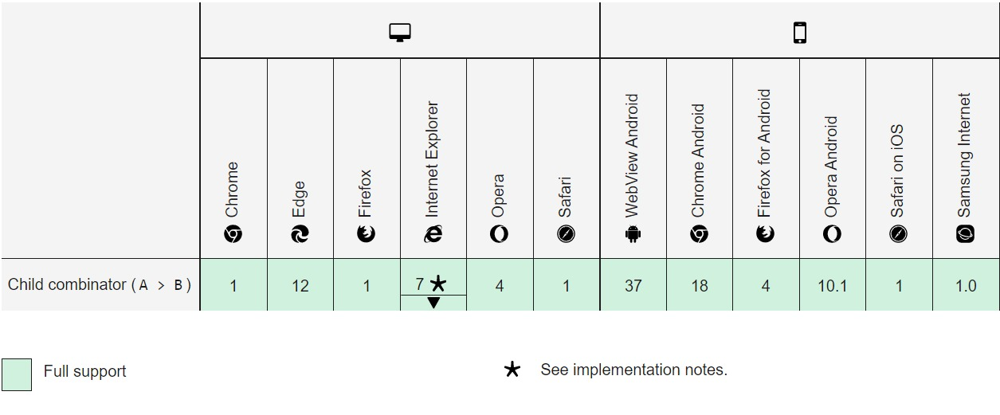 Chrome
Edge
Firefox
Internet Explorer
Opera
Safari
WebView Android
Chrome Android
Firefox for Android
Opera Android
Safari on iOS
Samsung Internet
Child combinator (A > B) 1 12 1 7 ★ 4 1 37 18 4 10.1 1 1.0
▼
Full support
★ See implementation notes.